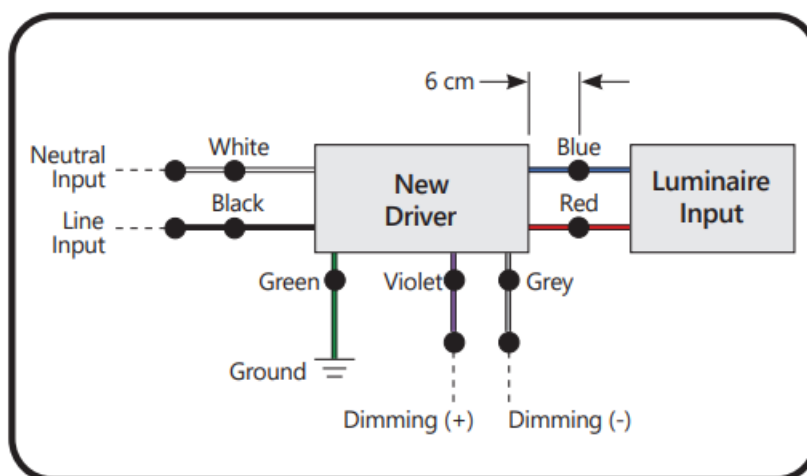 6 cm
White
Blue
Neutral
Input
New
Driver
Luminaire
Input
Black
Red
Line
Input
Green
Violet
Grey
Ground
Dimming (+)
Dimming (-)